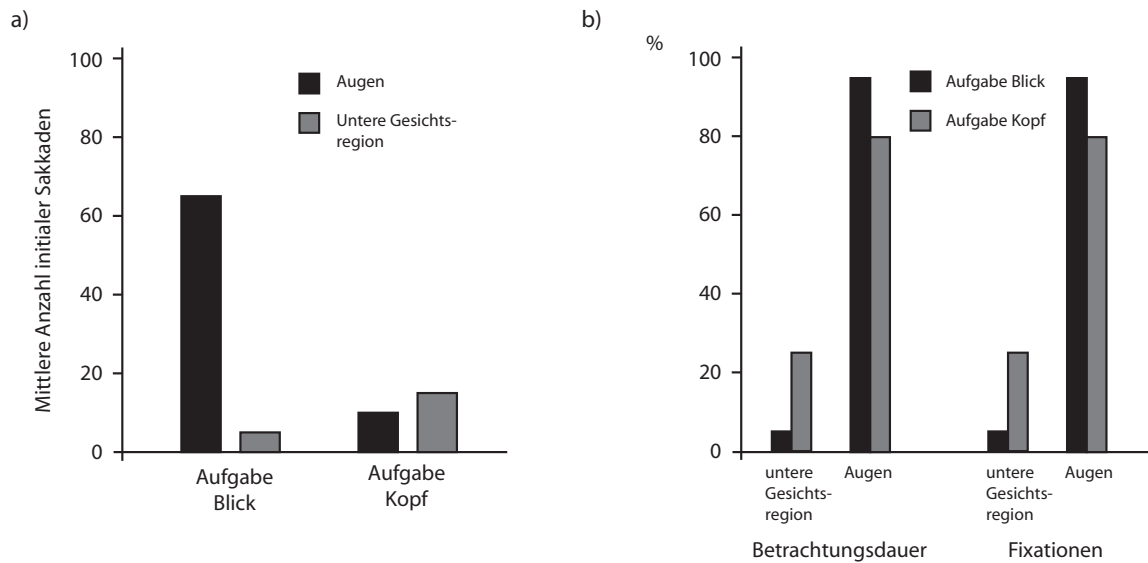 a)
Mittlere Anzahl initialer Sakkaden
100
80
60
40
20
0
Augen
Untere Gesichts-
region
Aufgabe
Blick
Aufgabe
Kopf
b)
%
100
80
60
40
20
0
Aufgabe Blick
Aufgabe Kopf
untere
Gesichts-
region
Augen
untere
Gesichts-
region
Augen
Betrachtungsdauer
Fixationen